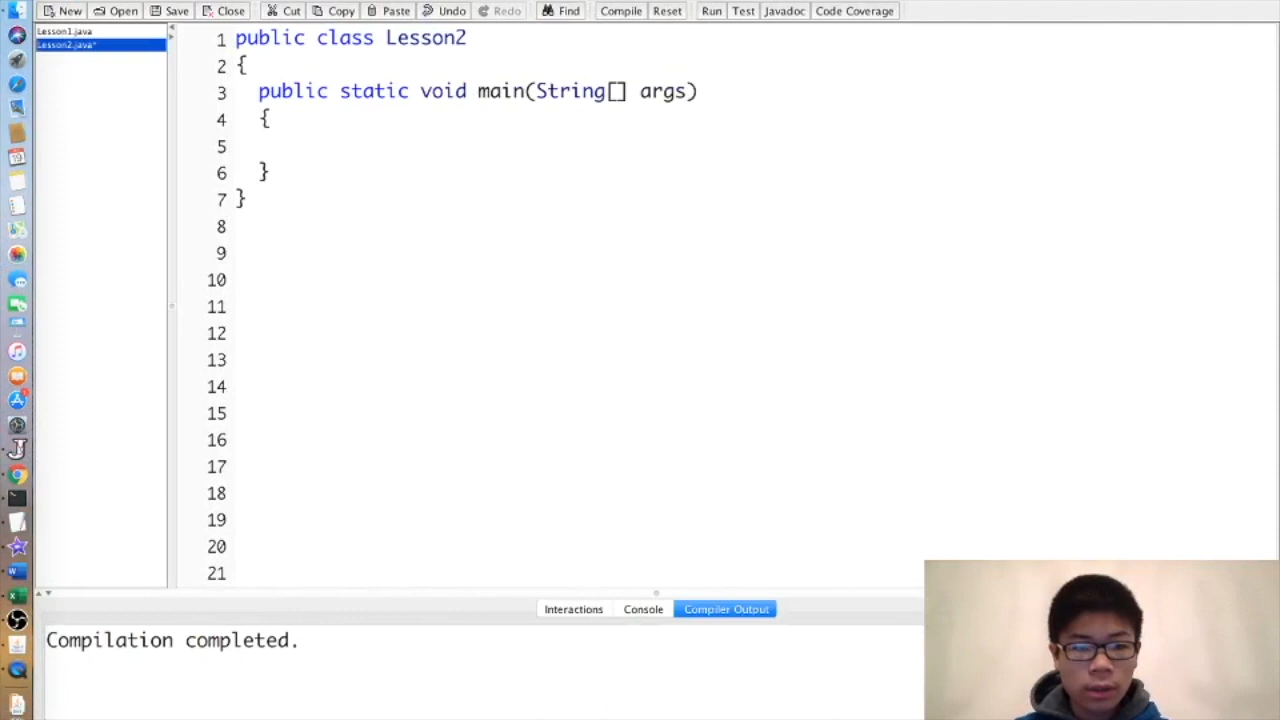 New Open Save Close Cut Copy Paste Undo Redo Find Compile Reset Run Test Javadoc Code Coverage
Lesson1.java
Lesson2.java*
1 public class Lesson2
2 {
3 public static void main(String[] args)
4 {
5
6 }
7 }
8
9
10
11
12
13
14
15
16
17
18
19
20
21
Interactions Console Compiler Output
Compilation completed.